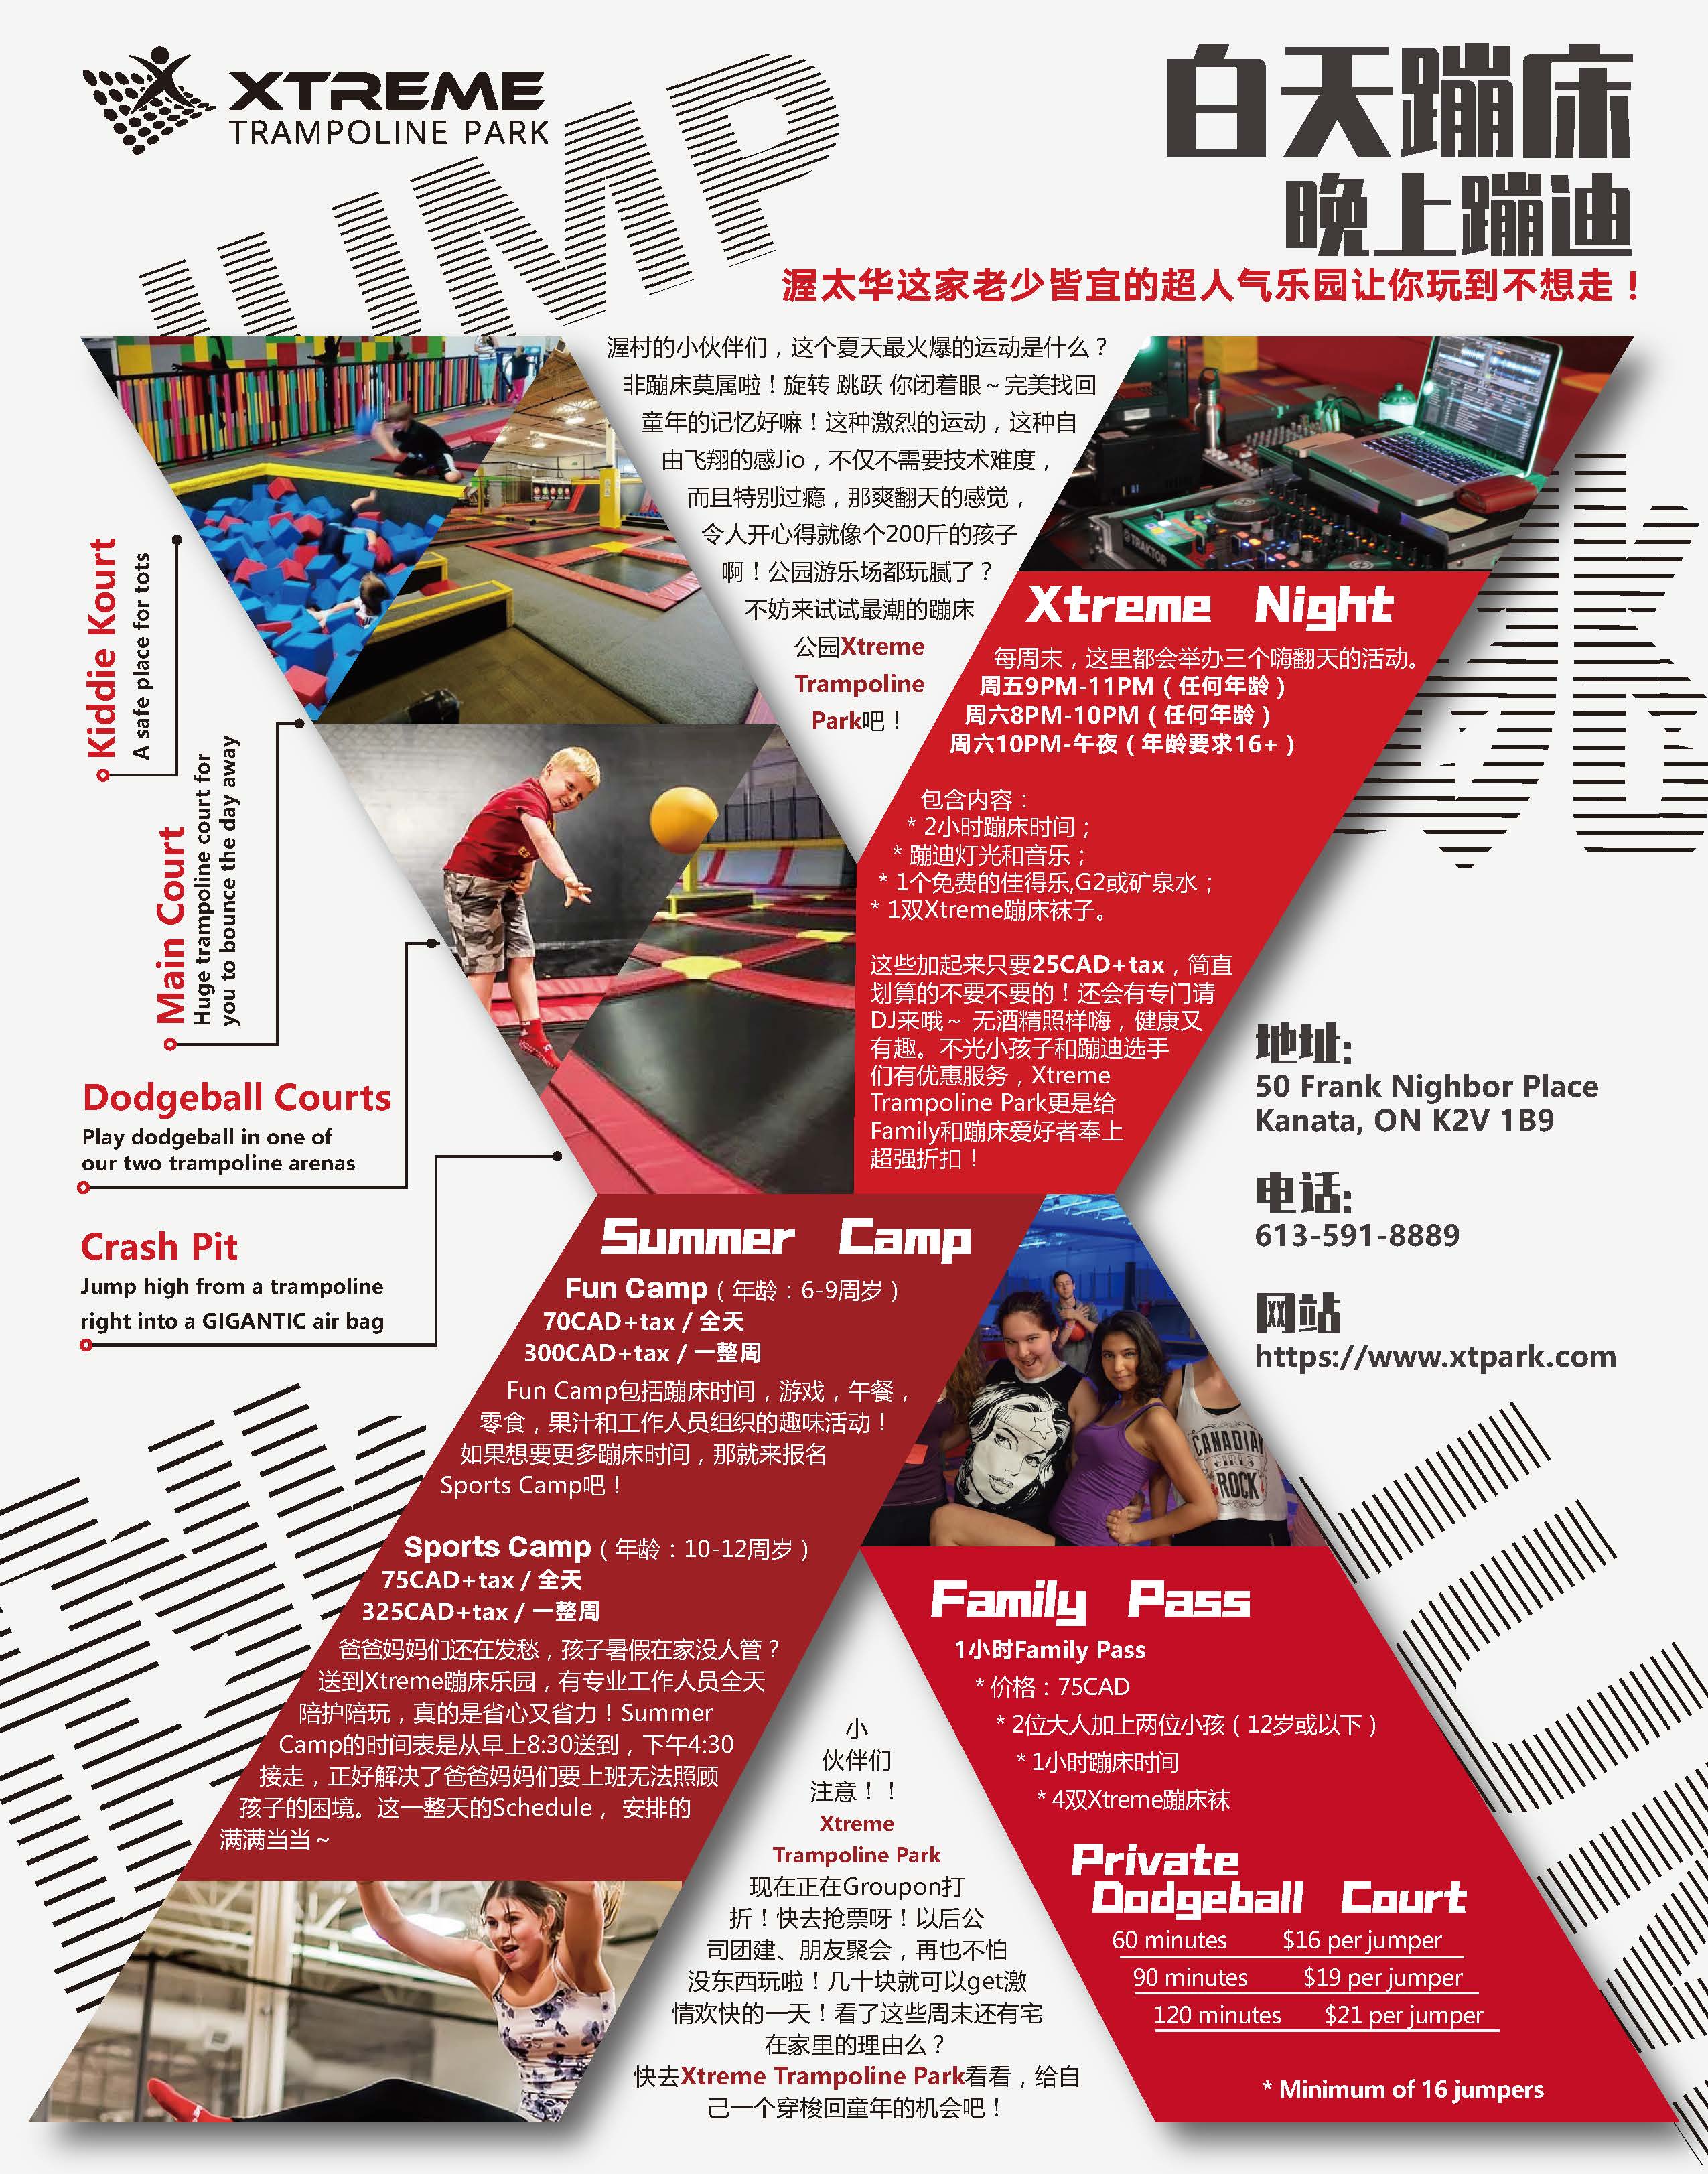 XTREME
TRAMPOLINE PARK
JUMP
白天蹦床
晚上蹦迪
渥太华这家老少皆宜的超人气乐园让你玩到不想走！
渥村的小伙伴们，这个夏天最火爆的运动是什么？
非蹦床莫属啦！旋转 跳跃 你闭着眼～完美找回
童年的记忆好嘛！这种激烈的运动，这种自
由飞翔的感Jio，不仅不需要技术难度，
而且特别过瘾，那爽翻天的感觉，
令人开心得就像个200斤的孩子
啊！公园游乐场都玩腻了？
不妨来试试最潮的蹦床
公园Xtreme
Trampoline
Park吧！
Kiddie Kourt
A safe place for tots
Main Court
Huge trampoline court for
you to bounce the day away
Dodgeball Courts
Play dodgeball in one of
our two trampoline arenas
Crash Pit
Jump high from a trampoline
right into a GIGANTIC air bag
TRAKTOR
Xtreme Night
每周末，这里都会举办三个嗨翻天的活动。
周五9PM-11PM（任何年龄）
周六8PM-10PM（任何年龄）
周六10PM-午夜（年龄要求16+）
包含内容：
* 2小时蹦床时间；
* 蹦迪灯光和音乐；
* 1个免费的佳得乐,G2或矿泉水；
* 1双Xtreme蹦床袜子。
这些加起来只要25CAD+tax，简直
划算的不要不要的！还会有专门请
DJ来哦～ 无酒精照样嗨，健康又
有趣。不光小孩子和蹦迪选手
们有优惠服务，Xtreme
Trampoline Park更是给
Family和蹦床爱好者奉上
超强折扣！
地址:
50 Frank Nighbor Place
Kanata, ON K2V 1B9
电话:
613-591-8889
网站
https://www.xtpark.com
Summer Camp
Fun Camp（年龄：6-9周岁）
70CAD+tax / 全天
300CAD+tax / 一整周
Fun Camp包括蹦床时间，游戏，午餐，
零食，果汁和工作人员组织的趣味活动！
如果想要更多蹦床时间，那就来报名
Sports Camp吧！
Sports Camp（年龄：10-12周岁）
75CAD+tax / 全天
325CAD+tax / 一整周
爸爸妈妈们还在发愁，孩子暑假在家没人管？
送到Xtreme蹦床乐园，有专业工作人员全天
陪护陪玩，真的是省心又省力！Summer
Camp的时间表是从早上8:30送到，下午4:30
接走，正好解决了爸爸妈妈们要上班无法照顾
孩子的困境。这一整天的Schedule， 安排的
满满当当～
CANADIAN
GIRLS
ROCK
Family Pass
1小时Family Pass
* 价格：75CAD
* 2位大人加上两位小孩（12岁或以下）
* 1小时蹦床时间
* 4双Xtreme蹦床袜
Private
Dodgeball Court
60 minutes $16 per jumper
90 minutes $19 per jumper
120 minutes $21 per jumper
* Minimum of 16 jumpers
小
伙伴们
注意！！
Xtreme
Trampoline Park
现在正在Groupon打
折！快去抢票呀！以后公
司团建、朋友聚会，再也不怕
没东西玩啦！几十块就可以get激
情欢快的一天！看了这些周末还有宅
在家里的理由么？
快去Xtreme Trampoline Park看看，给自
己一个穿梭回童年的机会吧！